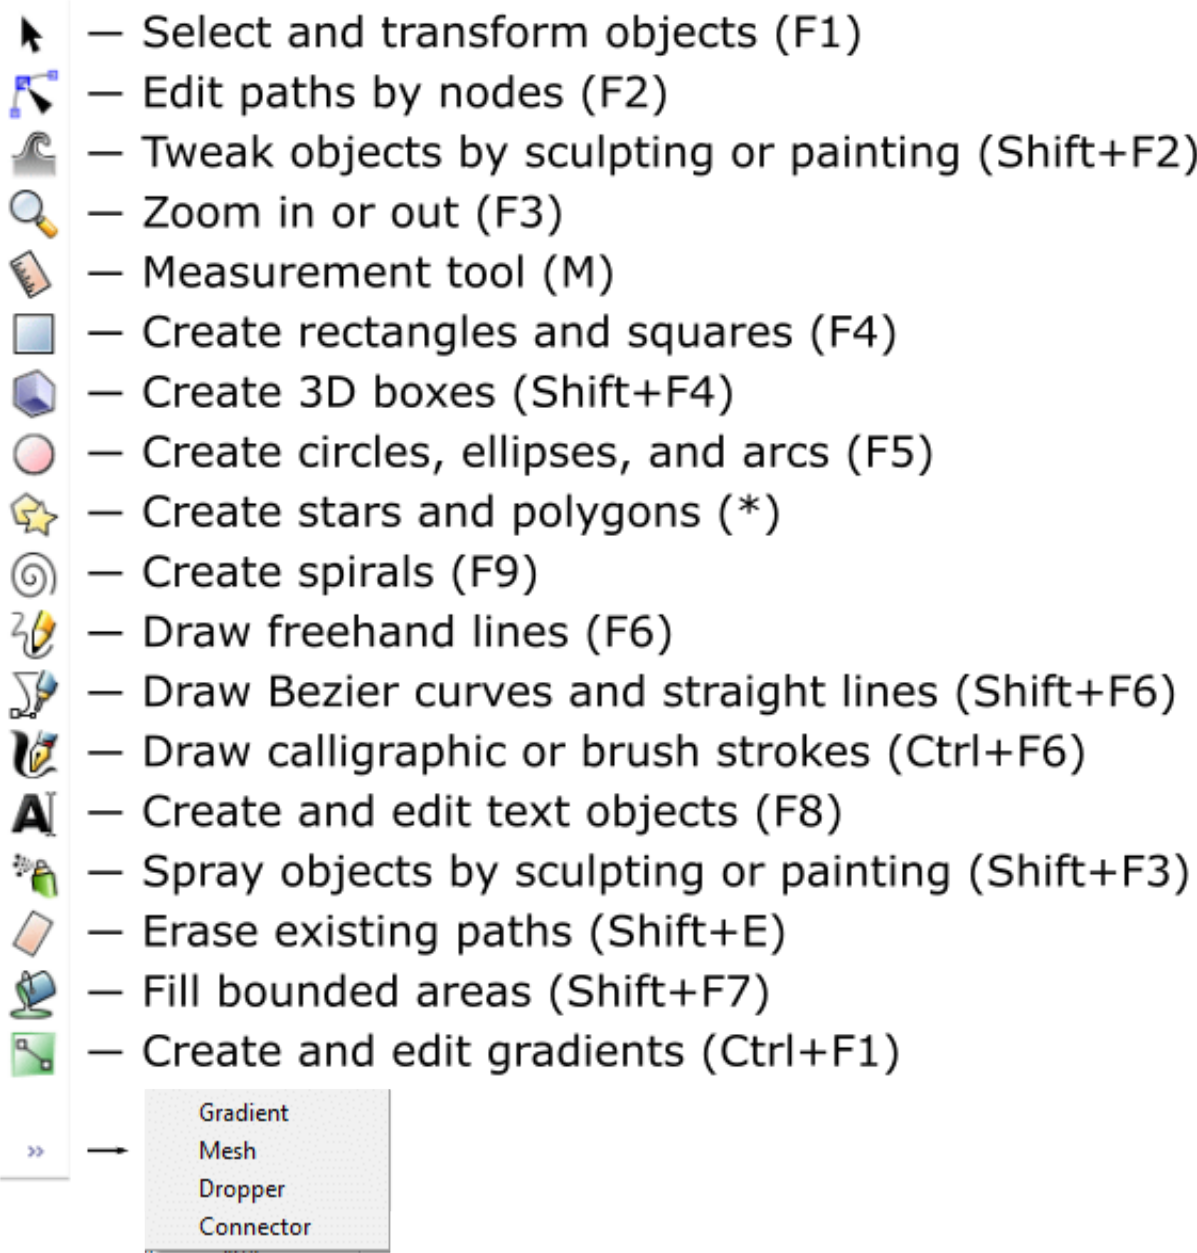 — Select and transform objects (F1)
— Edit paths by nodes (F2)
— Tweak objects by sculpting or painting (Shift+F2)
— Zoom in or out (F3)
— Measurement tool (M)
— Create rectangles and squares (F4)
— Create 3D boxes (Shift+F4)
— Create circles, ellipses, and arcs (F5)
— Create stars and polygons (*)
— Create spirals (F9)
— Draw freehand lines (F6)
— Draw Bezier curves and straight lines (Shift+F6)
— Draw calligraphic or brush strokes (Ctrl+F6)
— Create and edit text objects (F8)
— Spray objects by sculpting or painting (Shift+F3)
— Erase existing paths (Shift+E)
— Fill bounded areas (Shift+F7)
— Create and edit gradients (Ctrl+F1)
Gradient
Mesh
Dropper
Connector